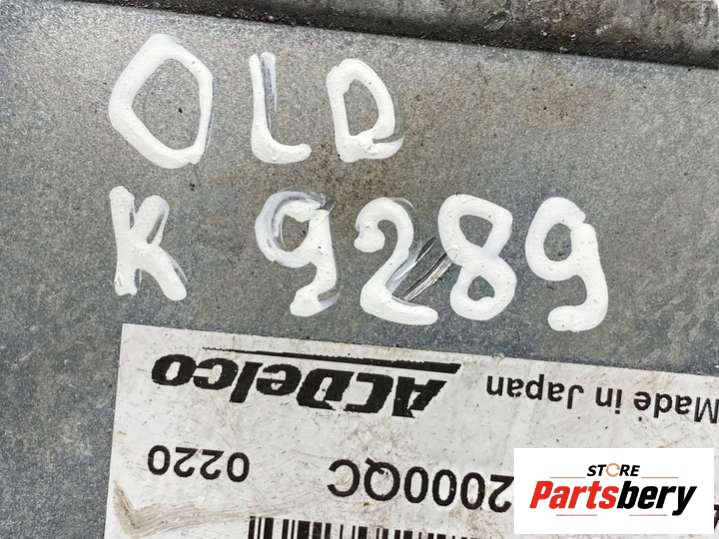 OLD
K 9289
2000QC 0220
Made in Japan ACDelco
STORE
Partsbery